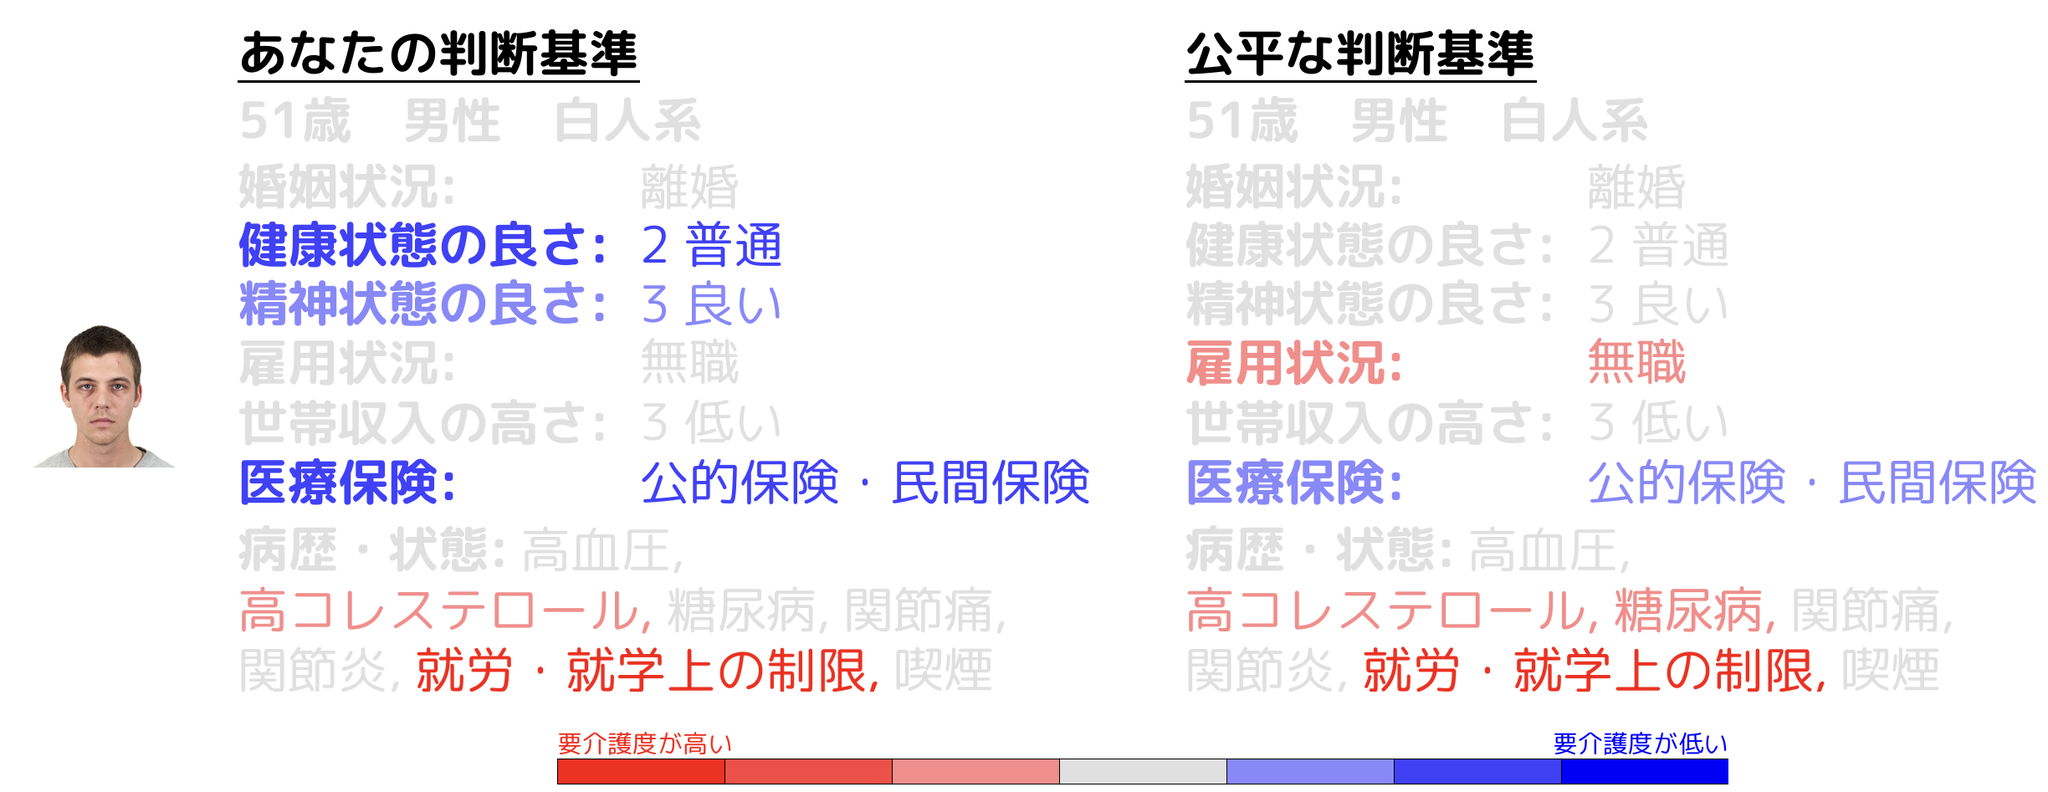 あなたの判断基準
51歳 男性 白人系
婚姻状況: 離婚
健康状態の良さ: 2 普通
精神状態の良さ: 3 良い
雇用状況: 無職
世帯収入の高さ: 3 低い
医療保険: 公的保険・民間保険
病歴・状態: 高血圧,
高コレステロール, 糖尿病, 関節痛,
関節炎, 就労・就学上の制限, 喫煙
公平な判断基準
51歳 男性 白人系
婚姻状況: 離婚
健康状態の良さ: 2 普通
精神状態の良さ: 3 良い
雇用状況: 無職
世帯収入の高さ: 3 低い
医療保険: 公的保険・民間保険
病歴・状態: 高血圧,
高コレステロール, 糖尿病, 関節痛,
関節炎, 就労・就学上の制限, 喫煙
要介護度が高い
要介護度が低い